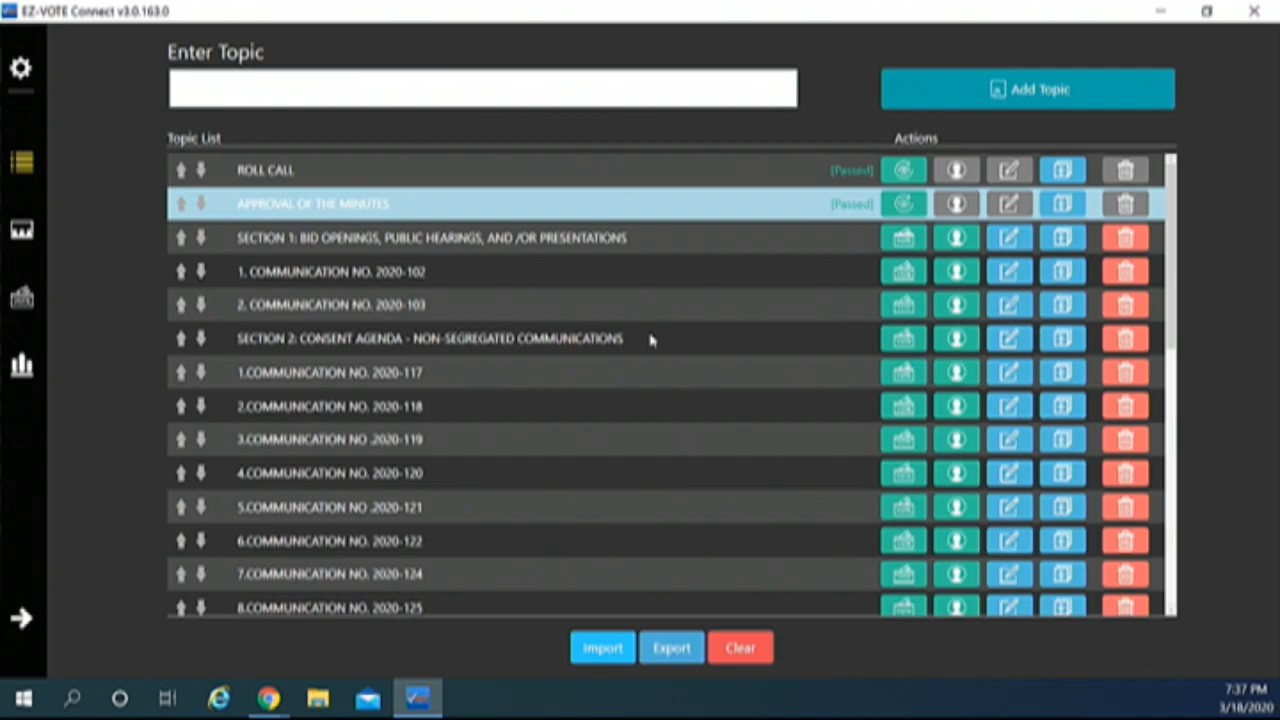 EZ-VOTE Connect v3.0.163.0
Enter Topic
Add Topic
Topic List Actions
ROLL CALL [Passed]
APPROVAL OF THE MINUTES [Passed]
SECTION 1: BID OPENINGS, PUBLIC HEARINGS, AND /OR PRESENTATIONS
1. COMMUNICATION NO. 2020-102
2. COMMUNICATION NO. 2020-103
SECTION 2: CONSENT AGENDA - NON-SEGREGATED COMMUNICATIONS
1.COMMUNICATION NO. 2020-117
2.COMMUNICATION NO. 2020-118
3.COMMUNICATION NO .2020-119
4.COMMUNICATION NO. 2020-120
5.COMMUNICATION NO .2020-121
6.COMMUNICATION NO. 2020-122
7.COMMUNICATION NO. 2020-124
8.COMMUNICATION NO. 2020-125
Import Export Clear
7:37 PM
3/18/2020